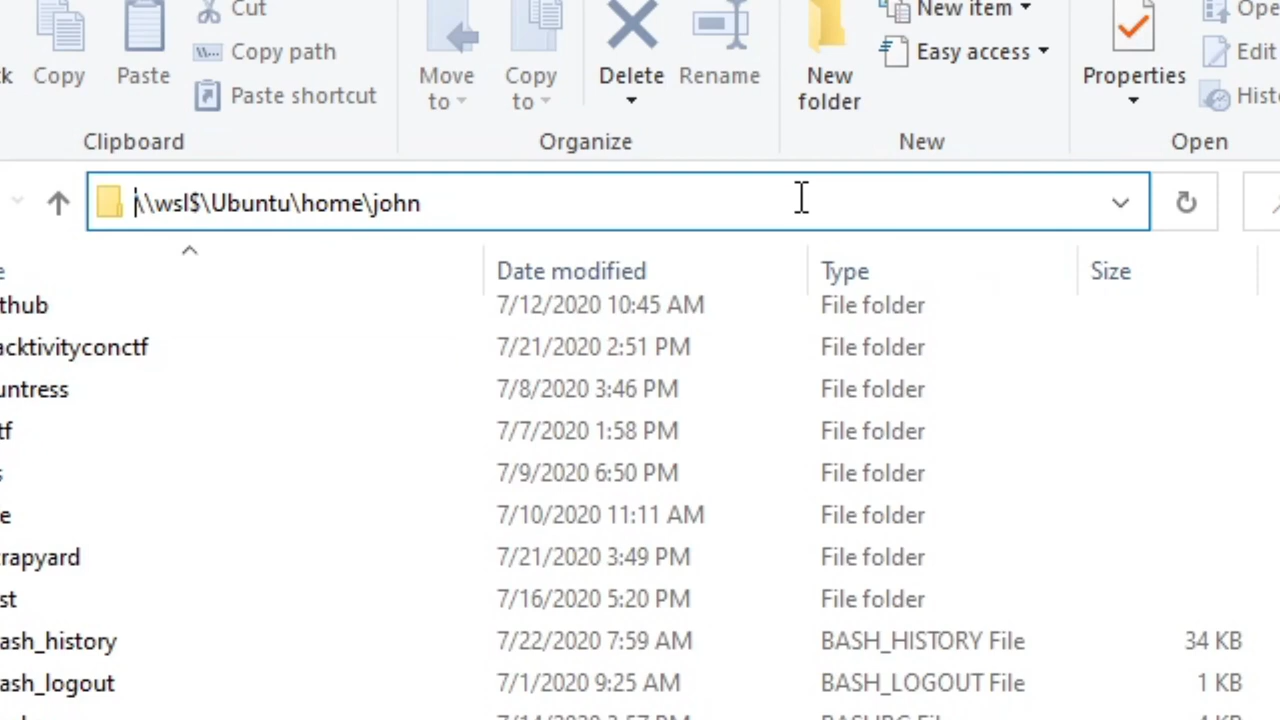 Cut
Copy path
Paste shortcut
Copy
Paste
Clipboard
Move to
Copy to
Delete
Rename
Organize
New item
Easy access
New folder
New
Properties
Edit
Open
\\wsl$\Ubuntu\home\john
Date modified Type Size
thub 7/12/2020 10:45 AM File folder
acktivityconctf 7/21/2020 2:51 PM File folder
untress 7/8/2020 3:46 PM File folder
tf 7/7/2020 1:58 PM File folder
s 7/9/2020 6:50 PM File folder
e 7/10/2020 11:11 AM File folder
rapyard 7/21/2020 3:49 PM File folder
st 7/16/2020 5:20 PM File folder
ash_history 7/22/2020 7:59 AM BASH_HISTORY File 34 KB
ash_logout 7/1/2020 9:25 AM BASH_LOGOUT File 1 KB